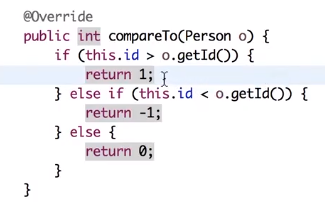 @Override
public int compareTo(Person o) {
if (this.id > o.getId()) {
return 1;
} else if (this.id < o.getId()) {
return -1;
} else {
return 0;
}
}